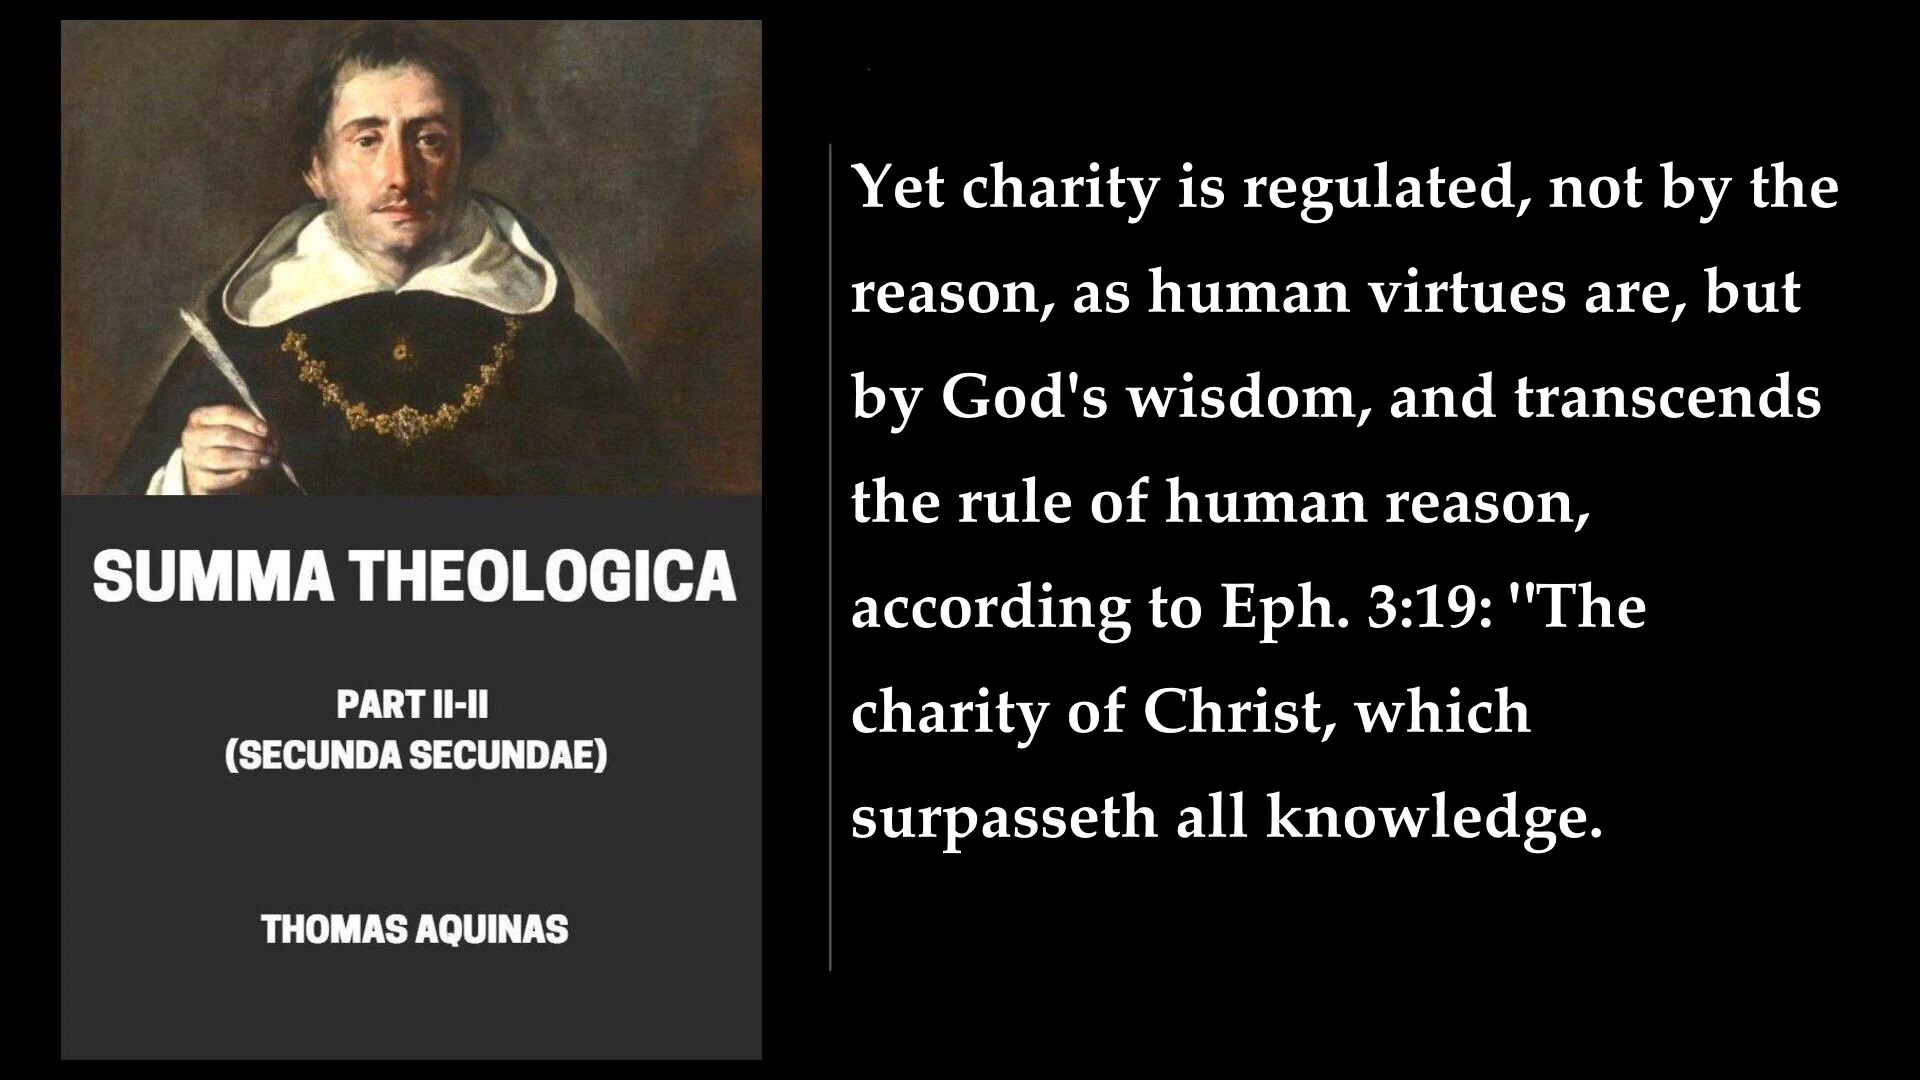 SUMMA THEOLOGICA
PART II-II
(SECUNDA SECUNDAE)
THOMAS AQUINAS
Yet charity is regulated, not by the
reason, as human virtues are, but
by God's wisdom, and transcends
the rule of human reason,
according to Eph. 3:19: "The
charity of Christ, which
surpasseth all knowledge.